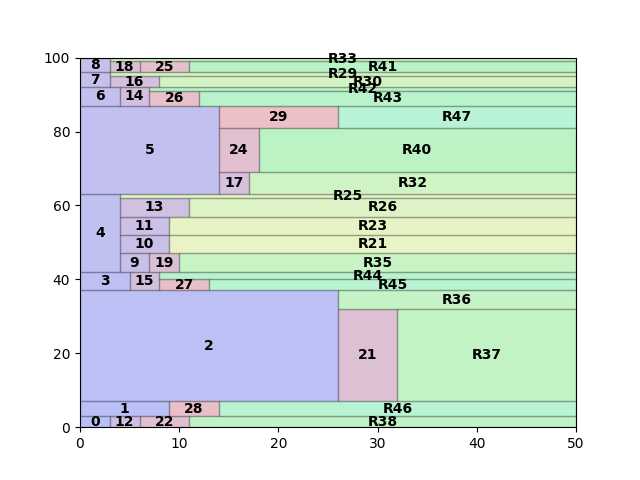 100
R33
8 18 25 R41
R29
7 16 R30
R42
6 14 26 R43
29 R47
80
5 24 R40
17 R32
R25
60
13 R26
11 R23
4
10 R21
9 19 R35
40
R44
3 15 27 R45
R36
2 21 R37
20
1 28 R46
0 12 22 R38
0
0 10 20 30 40 50